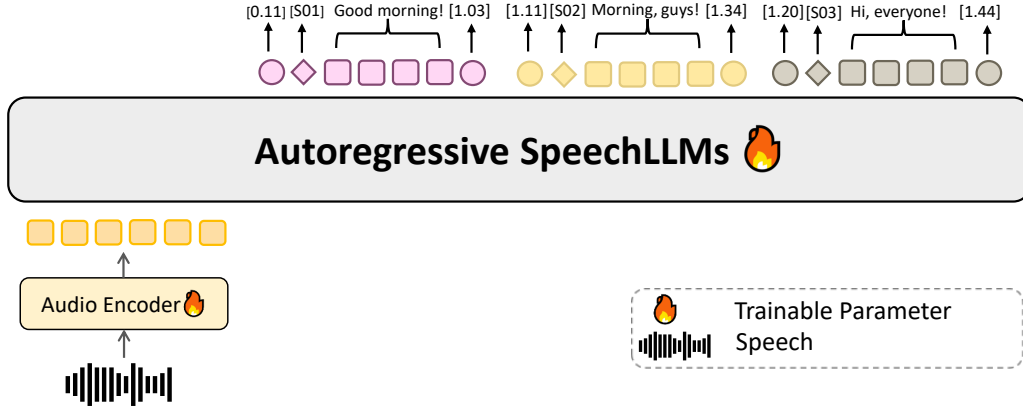 [0.11] [S01] Good morning! [1.03] [1.11] [S02] Morning, guys! [1.34] [1.20] [S03] Hi, everyone! [1.44]
Autoregressive SpeechLLMs
Audio Encoder
Trainable Parameter
Speech